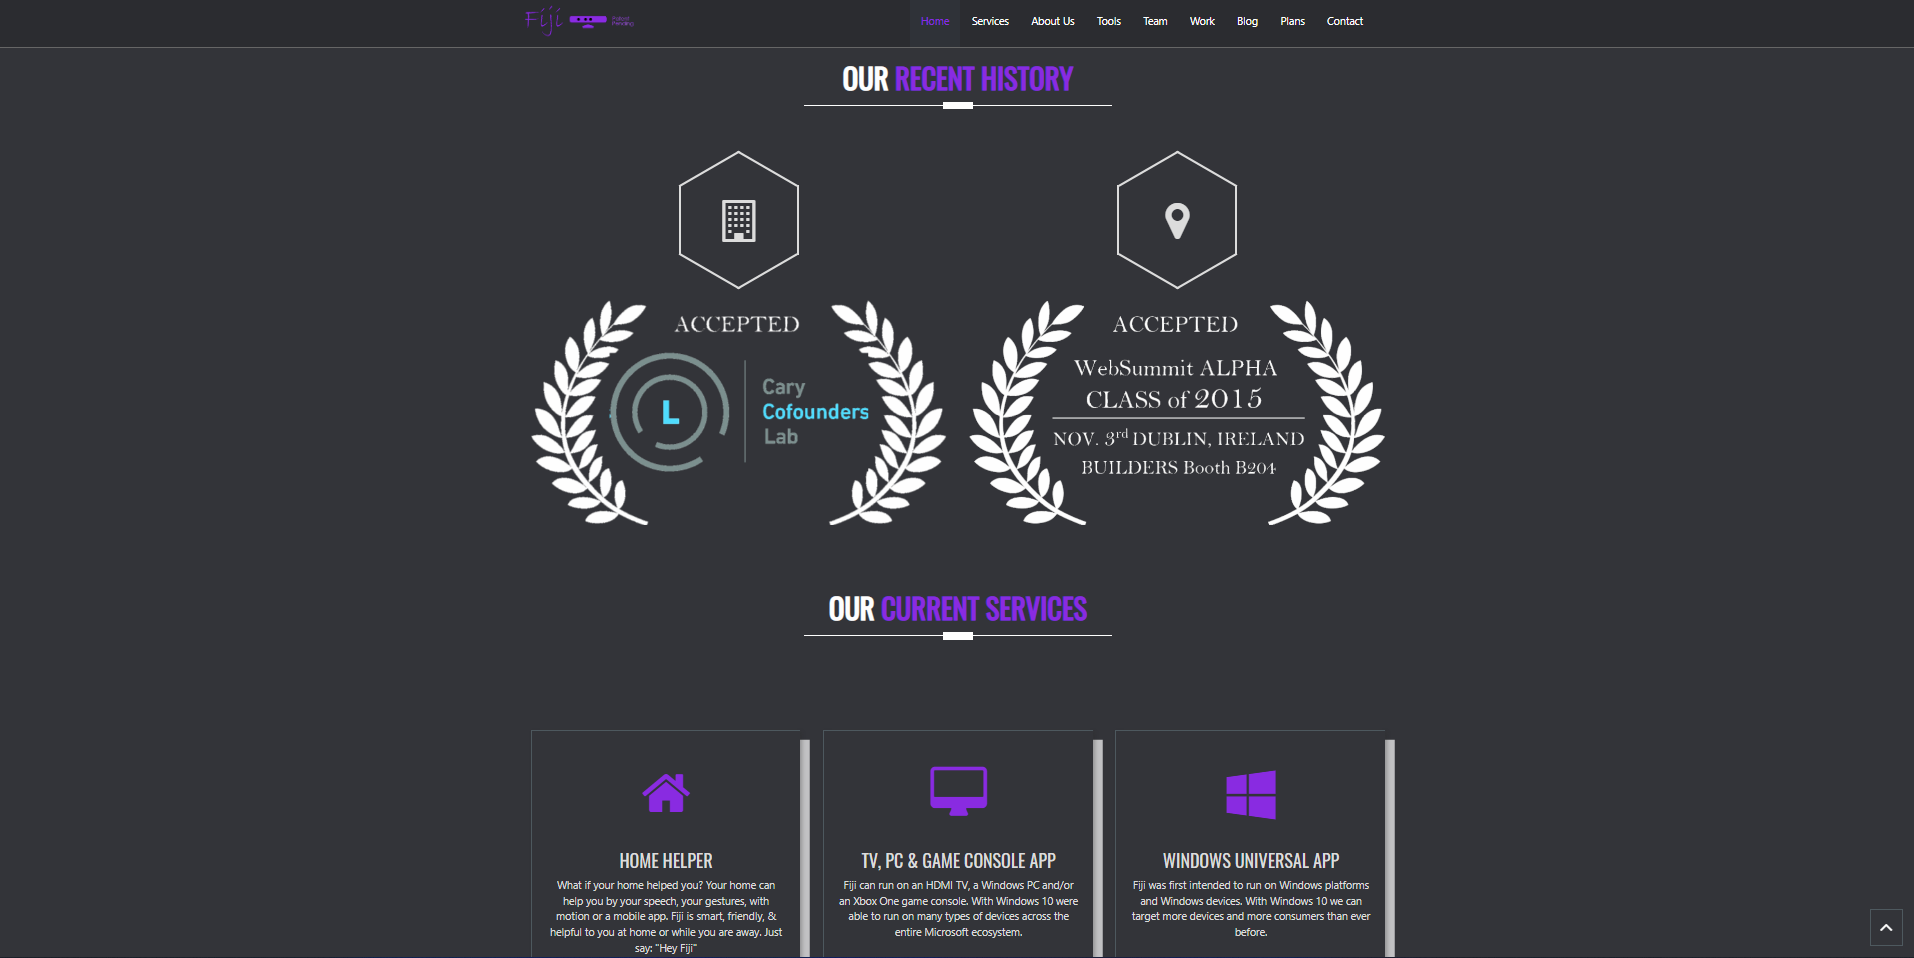 Fiji
Patent
Pending
Home Services About Us Tools Team Work Blog Plans Contact
OUR RECENT HISTORY
ACCEPTED
L
Cary
Cofounders
Lab
ACCEPTED
WebSummit ALPHA
CLASS of 2015
NOV. 3rd DUBLIN, IRELAND
BUILDERS Booth B204
OUR CURRENT SERVICES
HOME HELPER
What if your home helped you? Your home can
help you by your speech, your gestures, with
motion or a mobile app. Fiji is smart, friendly, &
helpful to you at home or while you are away. Just
say: "Hey Fiji"
TV, PC & GAME CONSOLE APP
Fiji can run on an HDMI TV, a Windows PC and/or
an Xbox One game console. With Windows 10 were
able to run on many types of devices across the
entire Microsoft ecosystem.
WINDOWS UNIVERSAL APP
Fiji was first intended to run on Windows platforms
and Windows devices. With Windows 10 we can
target more devices and more consumers than ever
before.